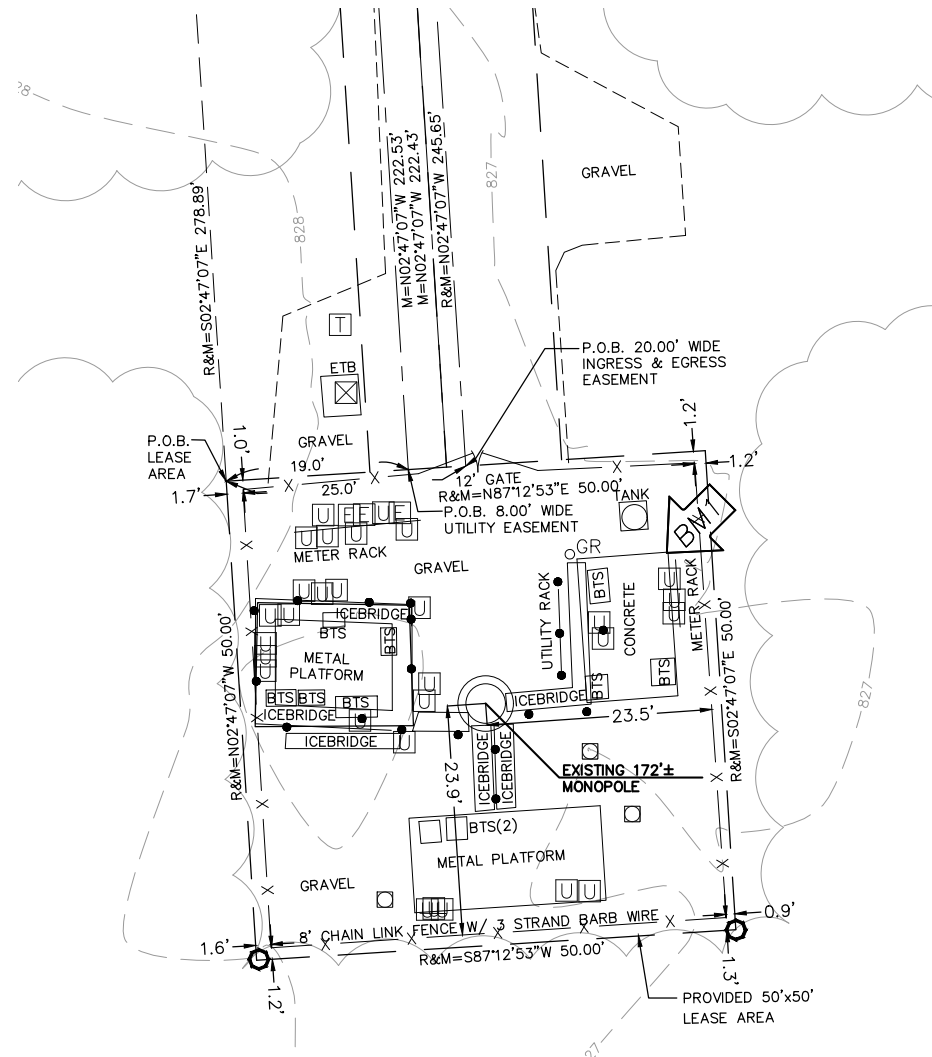 28
R&M=S02°47'07"E 278.89'
828
M=N02°47'07"W 222.53'
M=N02°47'07"W 222.43'
R&M=N02°47'07"W 245.65'
827
GRAVEL
T
ETB
P.O.B. 20.00' WIDE
INGRESS & EGRESS
EASEMENT
P.O.B.
LEASE
AREA
1.0'
GRAVEL
19.0'
25.0'
1.7'
1.2'
1.2'
12' GATE
R&M=N87°12'53"E 50.00'
P.O.B 8.00' WIDE
UTILITY EASEMENT
TANK
BM1
U E E U E
U U U U
METER RACK
GRAVEL
GR
UTILITY RACK
BTS
CONCRETE
U
U
METER RACK
U U U
ICEBRIDGE
U
U U
BTS
BTS
METAL
PLATFORM
U
U
U
BTS
BTS
U
BTS BTS
BTS
U
U
ICEBRIDGE
ICEBRIDGE
U
ICEBRIDGE
23.5'
R&M=N02°47'07"W 50.00'
R&M=S02°47'07"E 50.00'
827
ICEBRIDGE
ICEBRIDGE
23.9'
EXISTING 172'±
MONOPOLE
BTS(2)
METAL PLATFORM
GRAVEL
U U
U
8' CHAIN LINK FENCE W/ 3 STRAND BARB WIRE
0.9'
1.6'
1.2'
R&M=S87°12'53"W 50.00'
1.3'
PROVIDED 50'x50'
LEASE AREA
27